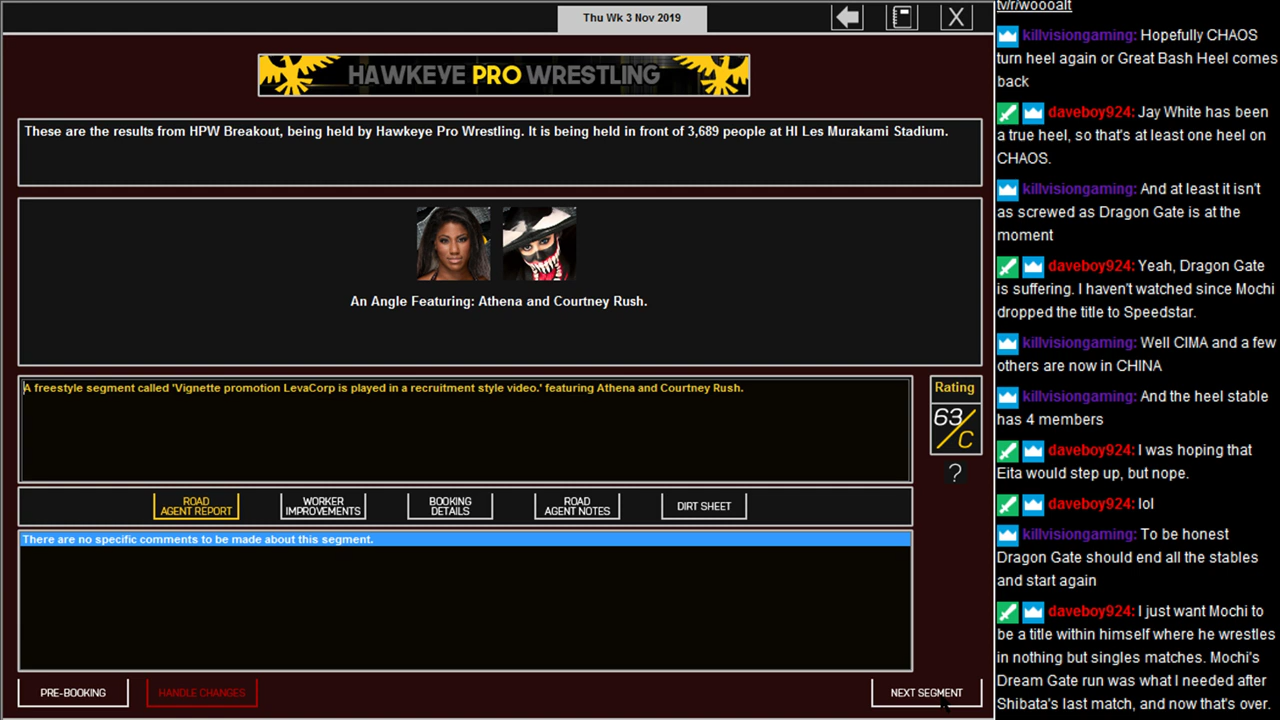 Thu Wk 3 Nov 2019
HAWKEYE PRO WRESTLING
These are the results from HPW Breakout, being held by Hawkeye Pro Wrestling. It is being held in front of 3,689 people at HI Les Murakami Stadium.
An Angle Featuring: Athena and Courtney Rush.
A freestyle segment called 'Vignette promotion LevaCorp is played in a recruitment style video.' featuring Athena and Courtney Rush.
Rating
63/C
?
ROAD
AGENT REPORT
WORKER
IMPROVEMENTS
BOOKING
DETAILS
ROAD
AGENT NOTES
DIRT SHEET
There are no specific comments to be made about this segment.
PRE-BOOKING
HANDLE CHANGES
NEXT SEGMENT
tv/r/woooalt
killvisiongaming: Hopefully CHAOS
turn heel again or Great Bash Heel comes
back
daveboy924: Jay White has been
a true heel, so that's at least one heel on
CHAOS.
killvisiongaming: And at least it isn't
as screwed as Dragon Gate is at the
moment
daveboy924: Yeah, Dragon Gate
is suffering. I haven't watched since Mochi
dropped the title to Speedstar.
killvisiongaming: Well CIMA and a few
others are now in CHINA
killvisiongaming: And the heel stable
has 4 members
daveboy924: I was hoping that
Eita would step up, but nope.
daveboy924: lol
killvisiongaming: To be honest
Dragon Gate should end all the stables
and start again
daveboy924: I just want Mochi to
be a title within himself where he wrestles
in nothing but singles matches. Mochi's
Dream Gate run was what I needed after
Shibata's last match, and now that's over.